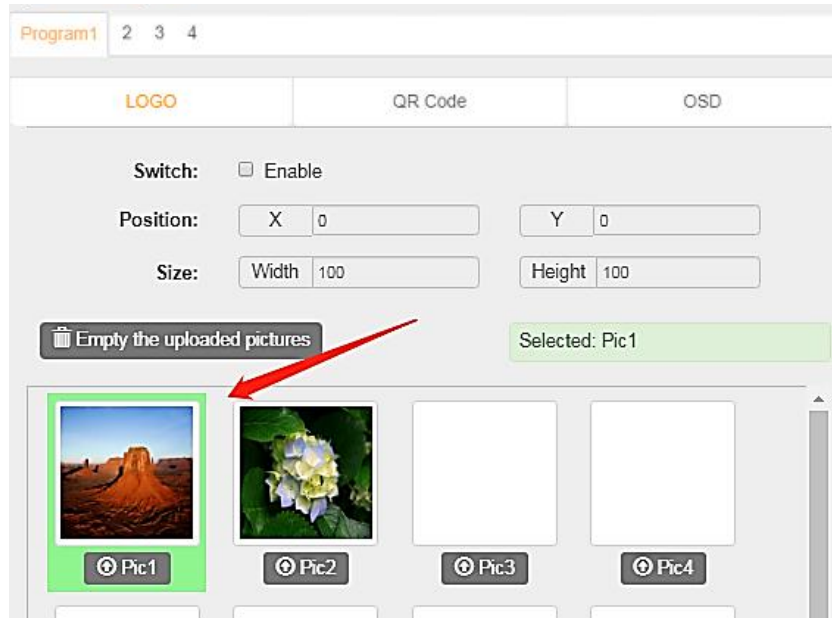 Program1 2 3 4
LOGO QR Code OSD
Switch: Enable
Position: X 0 Y 0
Size: Width 100 Height 100
Empty the uploaded pictures Selected: Pic1
Pic1 Pic2 Pic3 Pic4